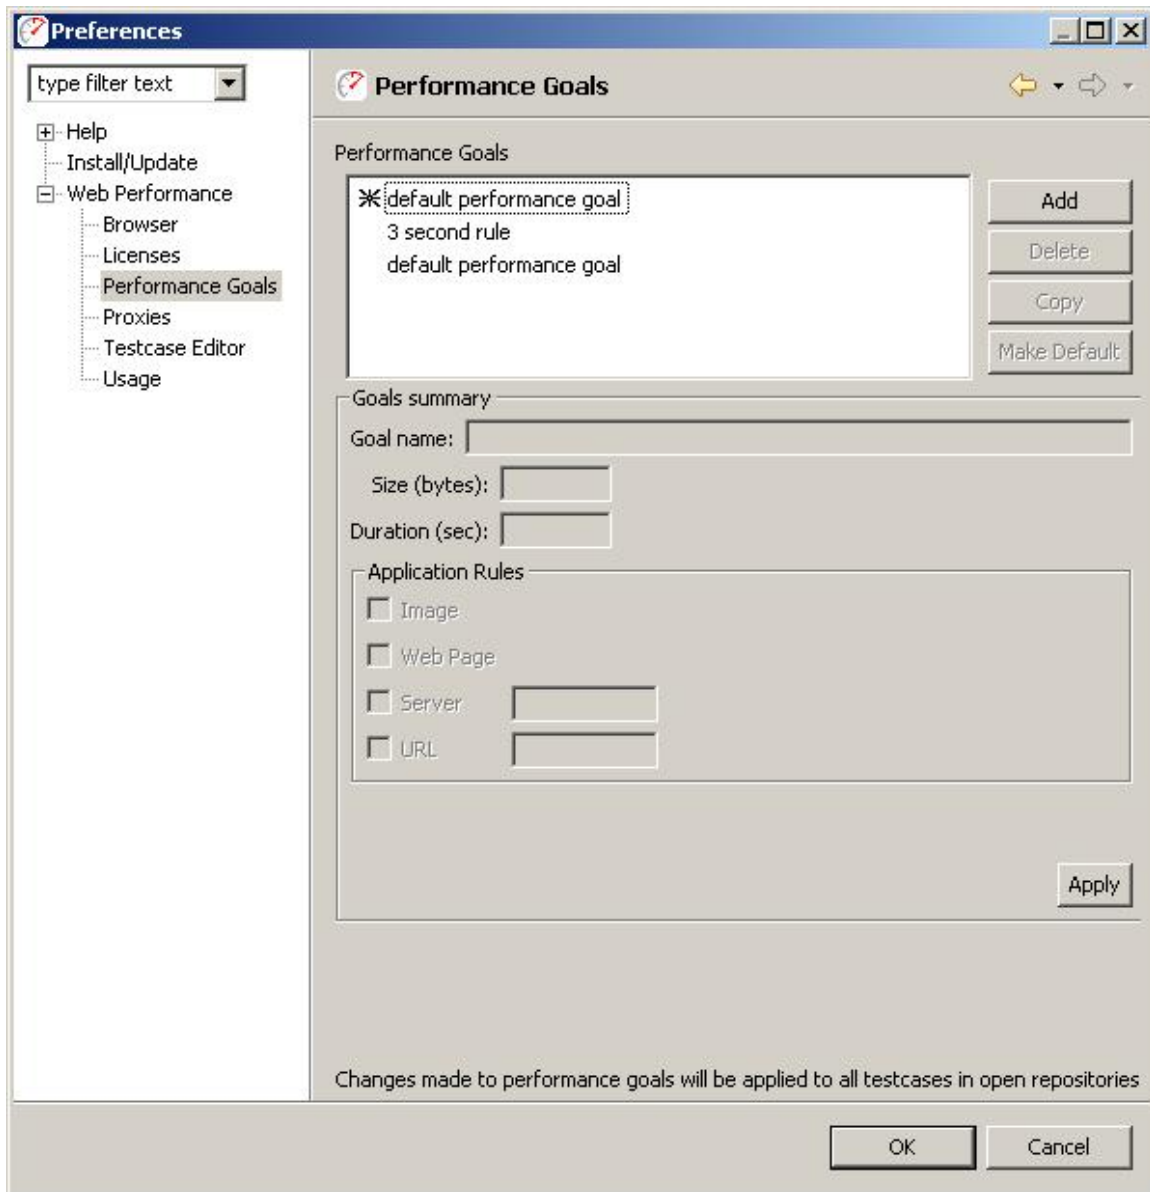 Preferences
type filter text
Performance Goals
Help
Install/Update
Web Performance
Browser
Licenses
Performance Goals
Proxies
Testcase Editor
Usage
Performance Goals
default performance goal
3 second rule
default performance goal
Add
Delete
Copy
Make Default
Goals summary
Goal name:
Size (bytes):
Duration (sec):
Application Rules
Image
Web Page
Server
URL
Apply
Changes made to performance goals will be applied to all testcases in open repositories
OK
Cancel